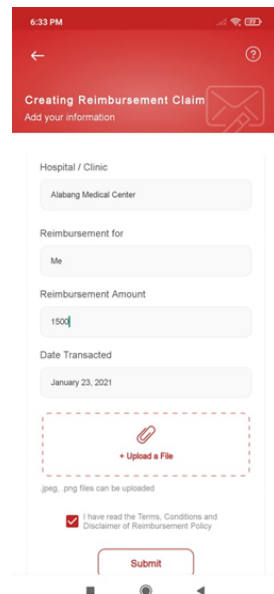 6:33 PM
Creating Reimbursement Claim
Add your information
Hospital / Clinic
Alabang Medical Center
Reimbursement for
Me
Reimbursement Amount
1500
Date Transacted
January 23, 2021
+ Upload a File
.jpeg, .png files can be uploaded
I have read the Terms, Conditions and
Disclaimer of Reimbursement Policy
Submit